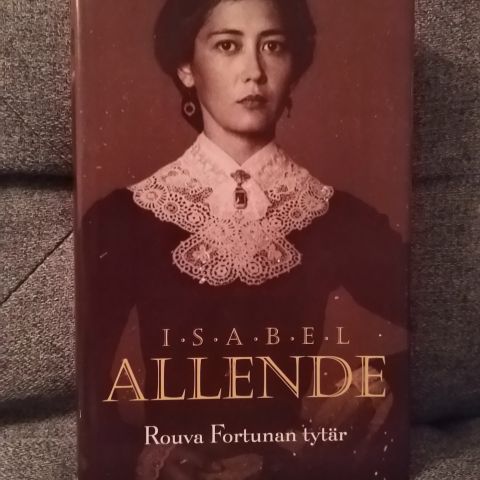 I·S·A·B·E·L
ALLENDE
Rouva Fortunan tytär